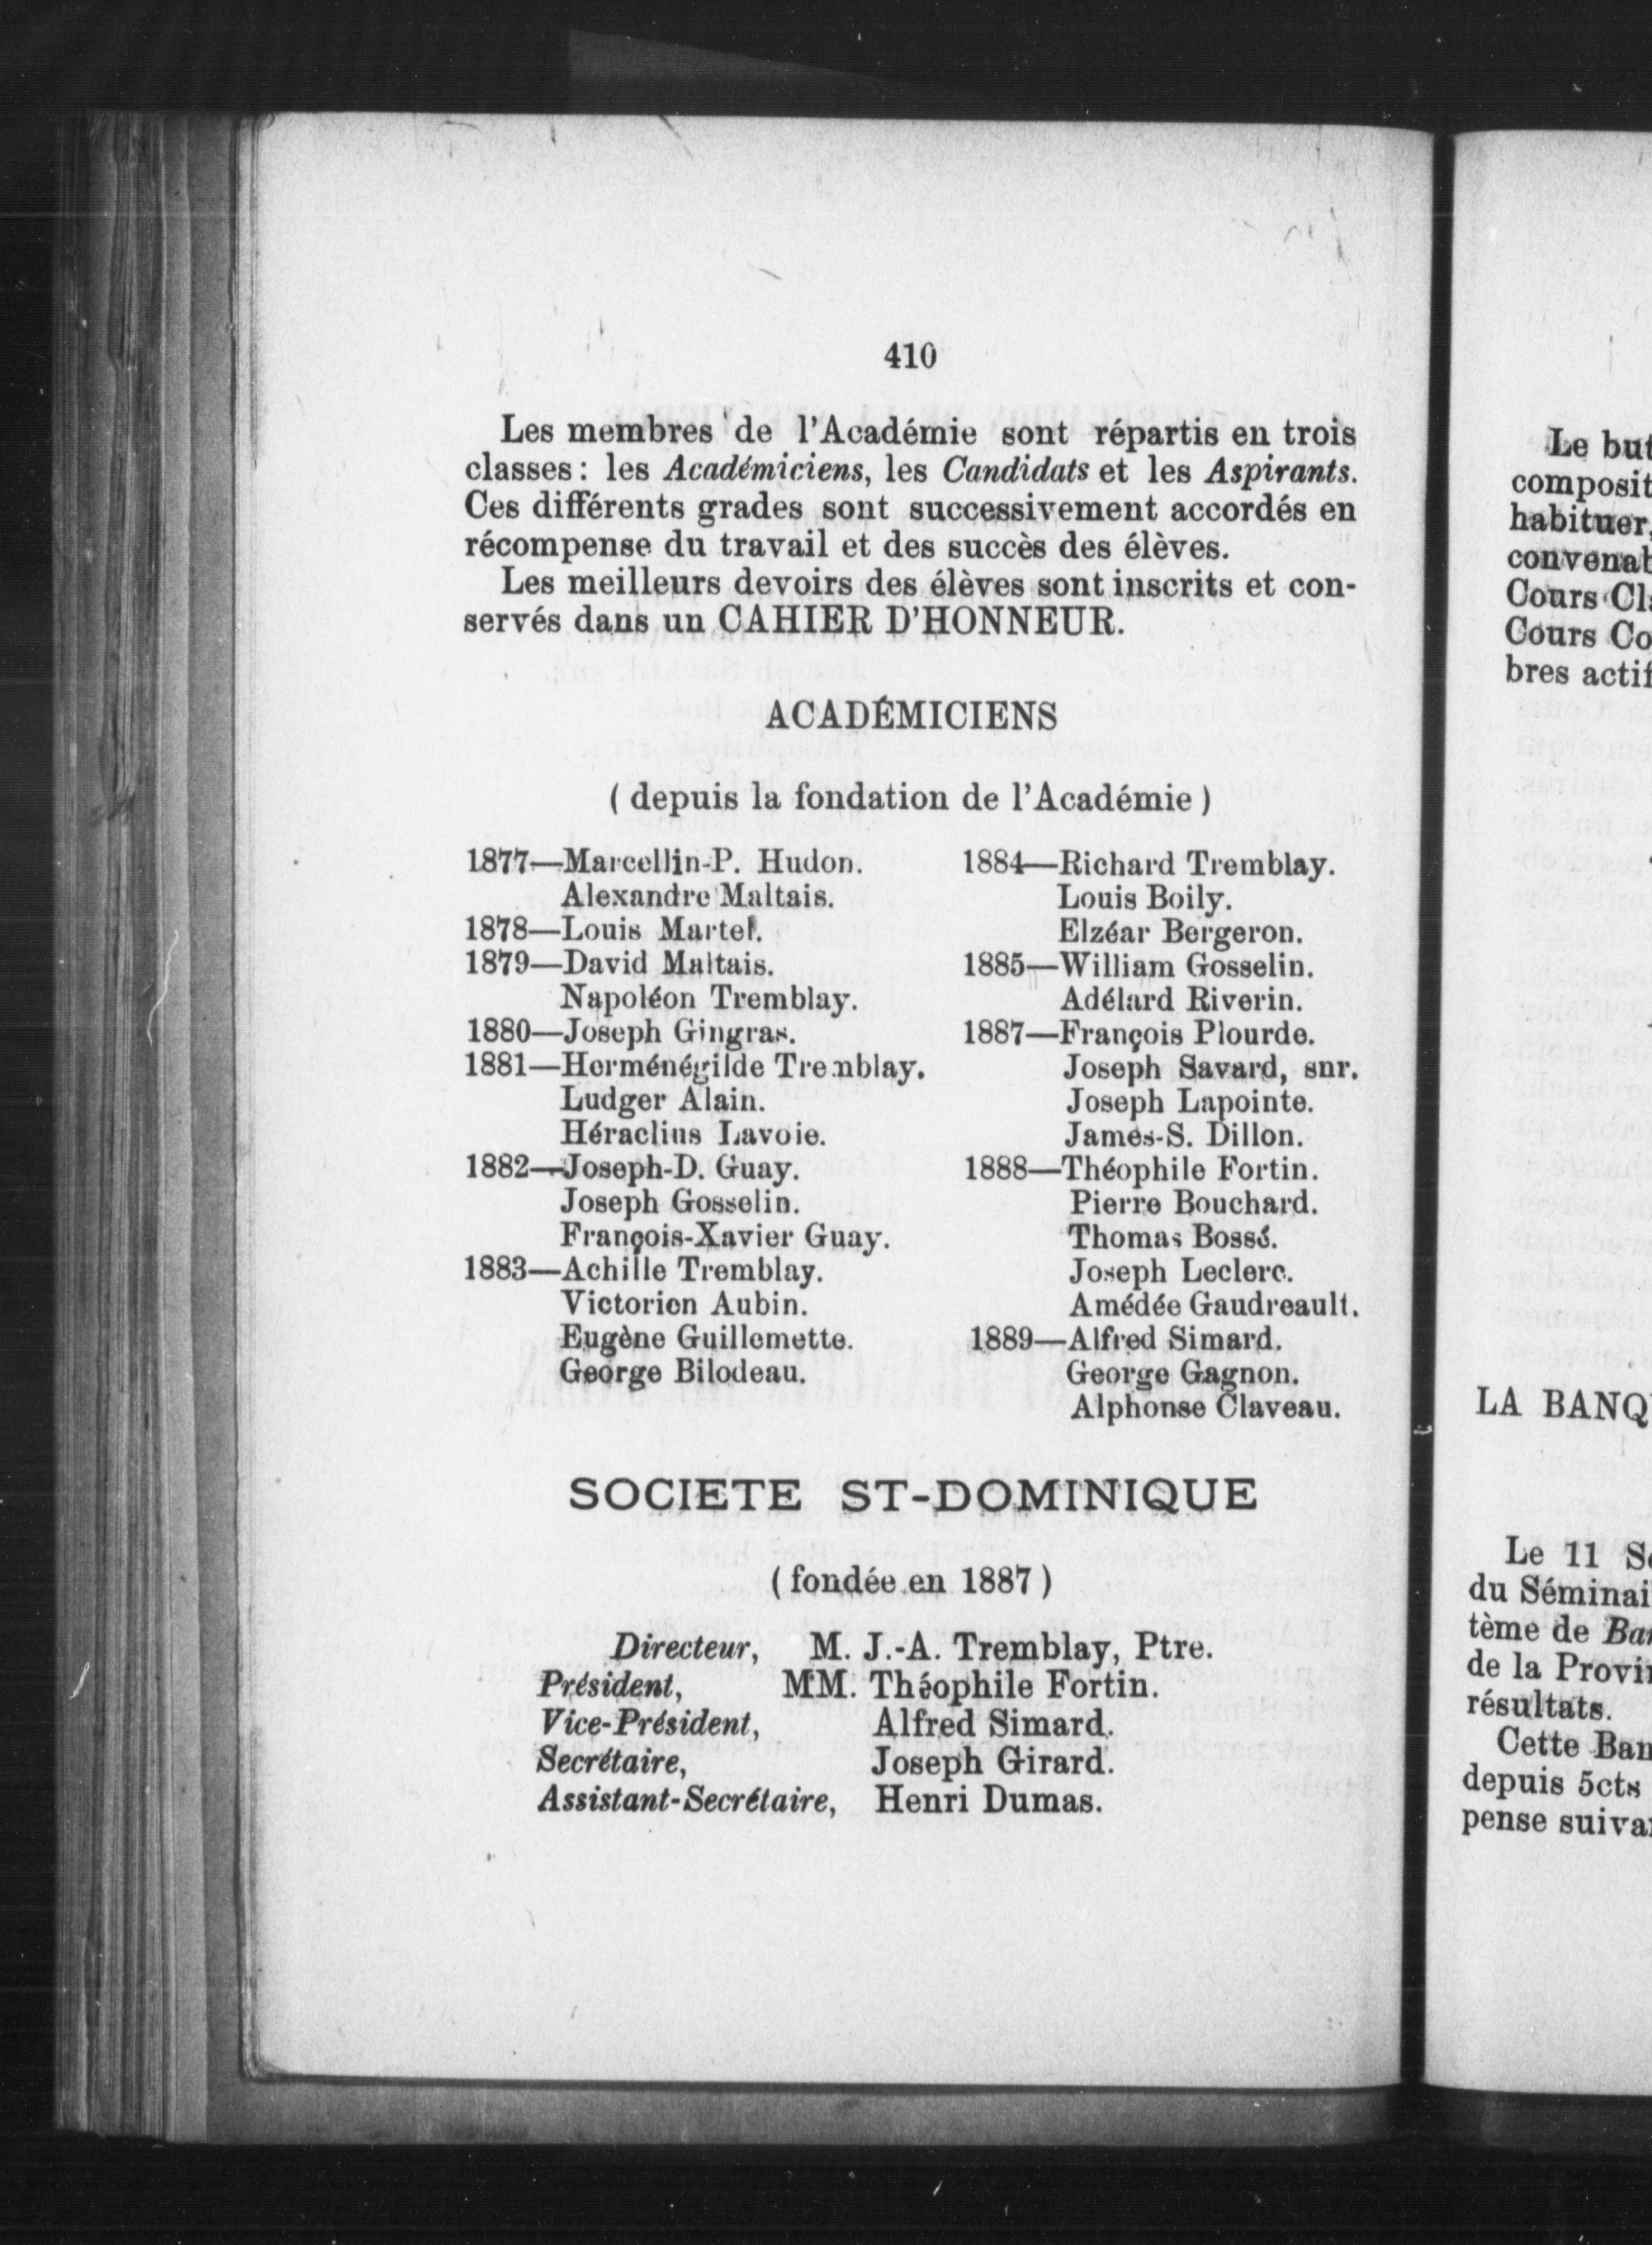 410
Les membres de l'Académie sont répartis en trois
classes : les Académiciens, les Candidats et les Aspirants.
Ces différents grades sont successivement accordés en
récompense du travail et des succès des élèves.
Les meilleurs devoirs des élèves sont inscrits et con-
servés dans un CAHIER D'HONNEUR.
ACADÉMICIENS
( depuis la fondation de l'Académie )
1877—Marcellin-P. Hudon.
Alexandre Maltais.
1878—Louis Martel.
1879—David Maltais.
Napoléon Tremblay.
1880—Joseph Gingras.
1881—Herménégilde Tremblay.
Ludger Alain.
Héraclius Lavoie.
1882—Joseph-D. Guay.
Joseph Gosselin.
François-Xavier Guay.
1883—Achille Tremblay.
Victorien Aubin.
Eugène Guillemette.
George Bilodeau.
1884—Richard Tremblay.
Louis Boily.
Elzéar Bergeron.
1885—William Gosselin.
Adélard Riverin.
1887—François Plourde.
Joseph Savard, snr.
Joseph Lapointe.
James-S. Dillon.
1888—Théophile Fortin.
Pierre Bouchard.
Thomas Bossé.
Joseph Leclerc.
Amédée Gaudreault.
1889—Alfred Simard.
George Gagnon.
Alphonse Claveau.
SOCIETE ST-DOMINIQUE
( fondée en 1887 )
Directeur, M. J.-A. Tremblay, Ptre.
Président, MM. Théophile Fortin.
Vice-Président, Alfred Simard.
Secrétaire, Joseph Girard.
Assistant-Secrétaire, Henri Dumas.
Le but
composit
habituer,
convenab
Cours Cla
Cours Co
bres actif
LA BANQ
Le 11 Se
du Séminai
tème de Ba
de la Provi
résultats.
Cette Ban
depuis 5cts
pense suiva